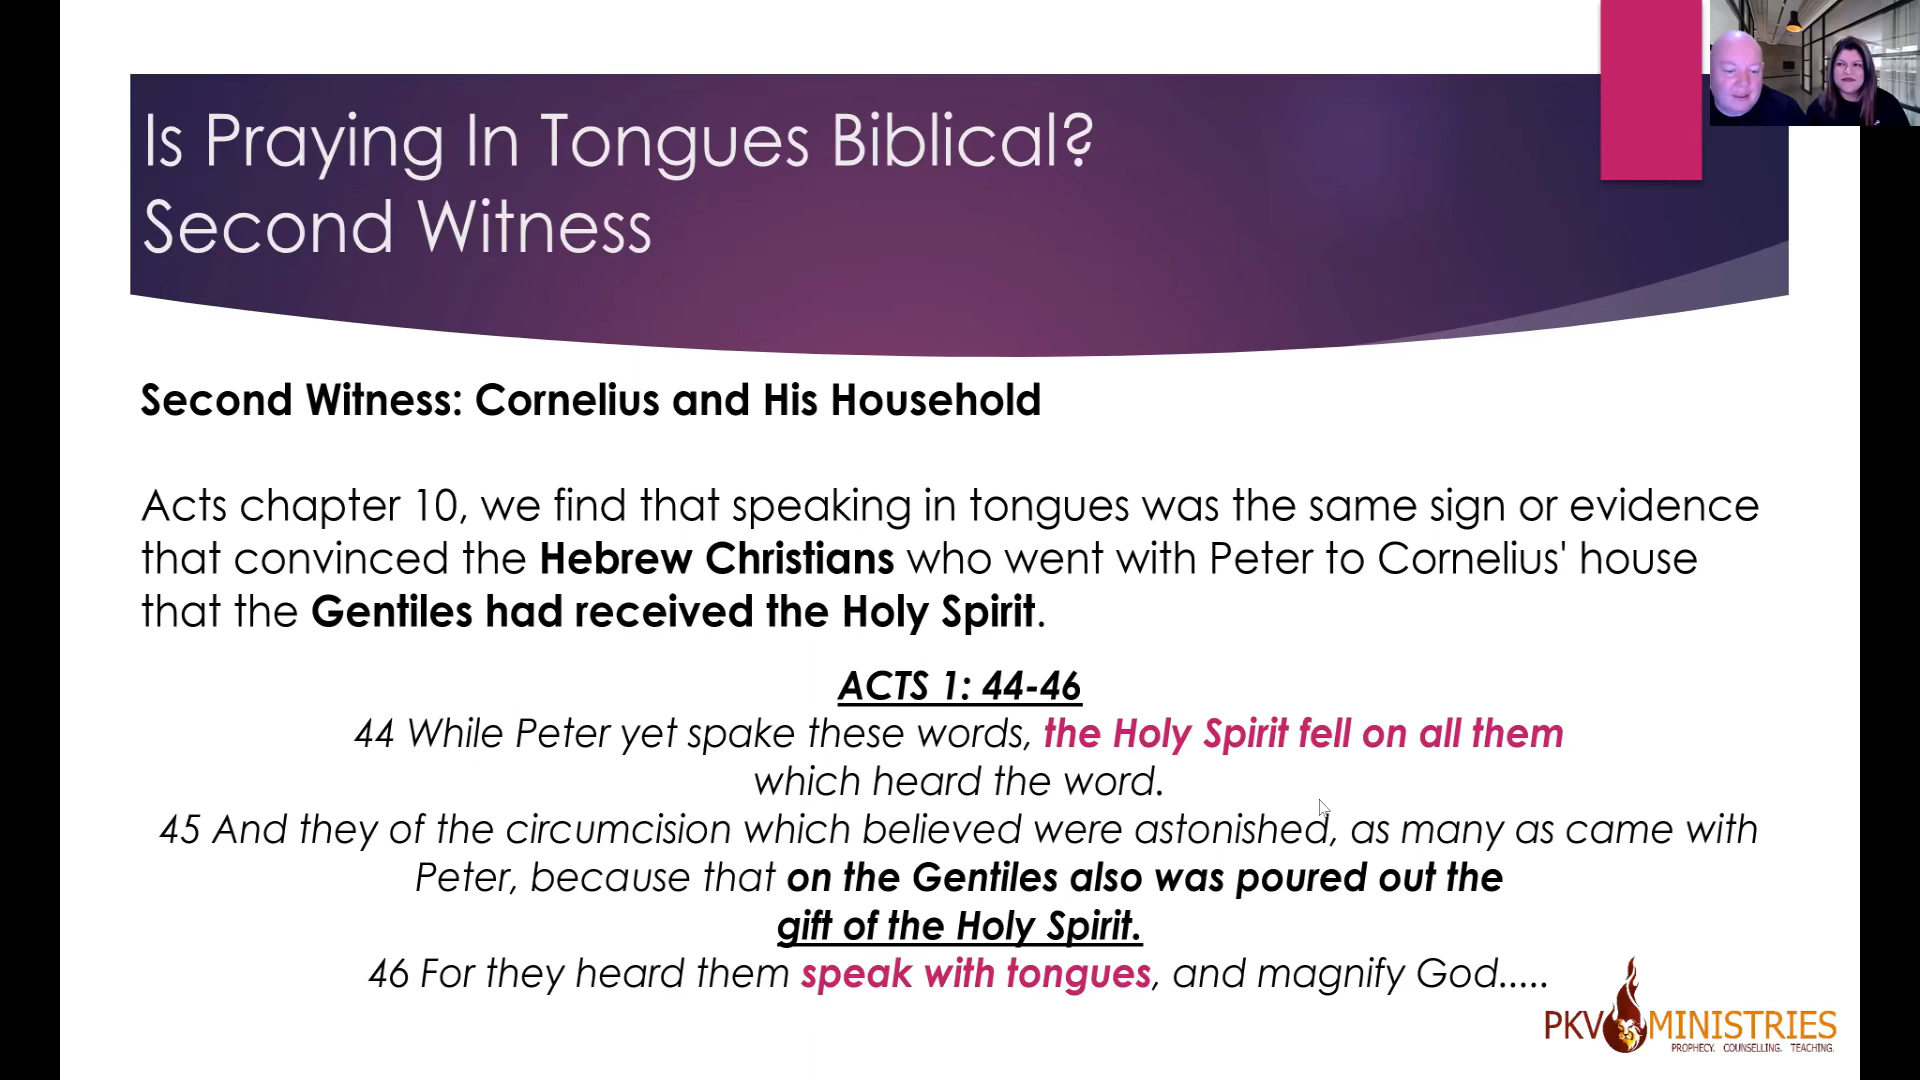 Is Praying In Tongues Biblical?
Second Witness
Second Witness: Cornelius and His Household
Acts chapter 10, we find that speaking in tongues was the same sign or evidence
that convinced the Hebrew Christians who went with Peter to Cornelius' house
that the Gentiles had received the Holy Spirit.
ACTS 1: 44-46
44 While Peter yet spake these words, the Holy Spirit fell on all them
which heard the word.
45 And they of the circumcision which believed were astonished, as many as came with
Peter, because that on the Gentiles also was poured out the
gift of the Holy Spirit.
46 For they heard them speak with tongues, and magnify God.....
PKV MINISTRIES
PROPHECY. COUNSELLING. TEACHING.